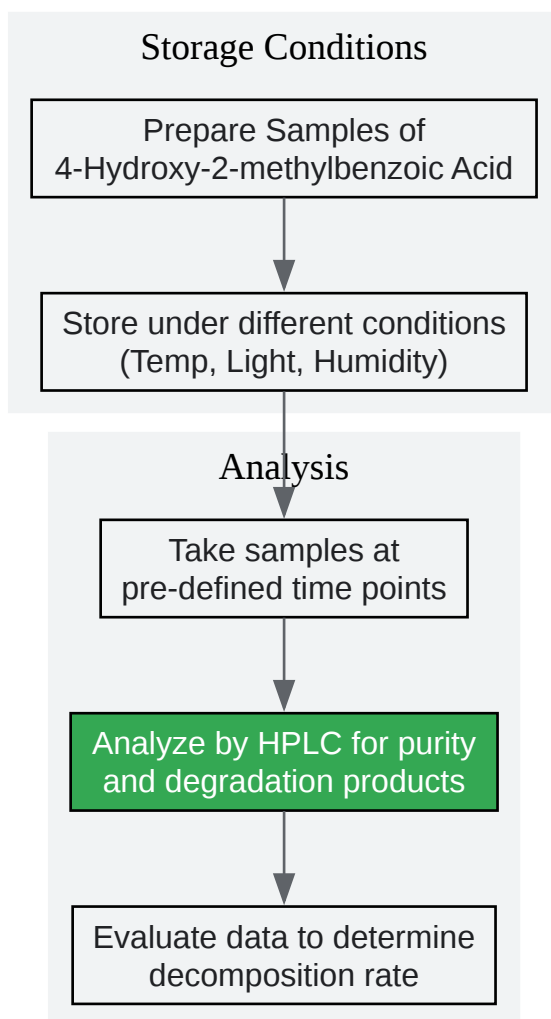 Storage Conditions
Prepare Samples of
4-Hydroxy-2-methylbenzoic Acid
Store under different conditions
(Temp, Light, Humidity)
Analysis
Take samples at
pre-defined time points
Analyze by HPLC for purity
and degradation products
Evaluate data to determine
decomposition rate